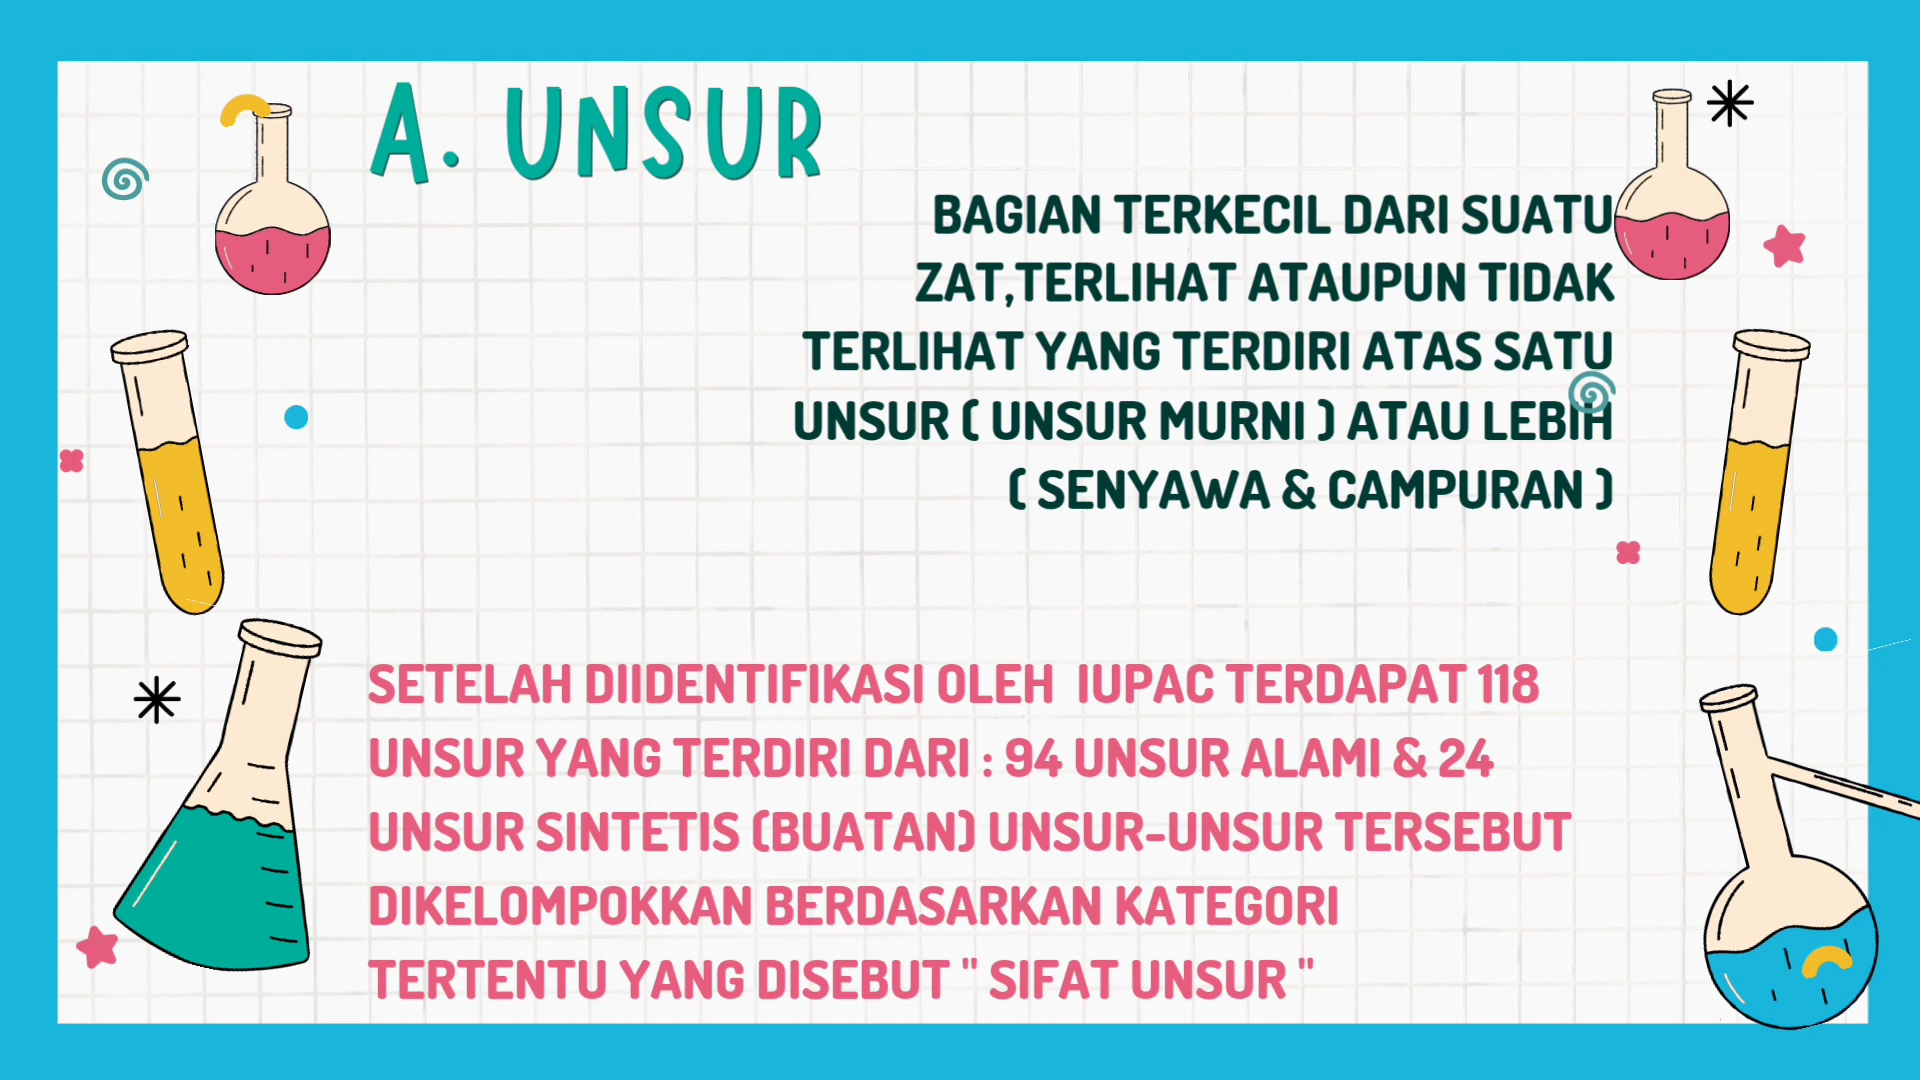 A. UNSUR
BAGIAN TERKECIL DARI SUATU
ZAT,TERLIHAT ATAUPUN TIDAK
TERLIHAT YANG TERDIRI ATAS SATU
UNSUR ( UNSUR MURNI ) ATAU LEBIH
( SENYAWA & CAMPURAN )
SETELAH DIIDENTIFIKASI OLEH  IUPAC TERDAPAT 118
UNSUR YANG TERDIRI DARI : 94 UNSUR ALAMI & 24
UNSUR SINTETIS (BUATAN) UNSUR-UNSUR TERSEBUT
DIKELOMPOKKAN BERDASARKAN KATEGORI
TERTENTU YANG DISEBUT " SIFAT UNSUR "